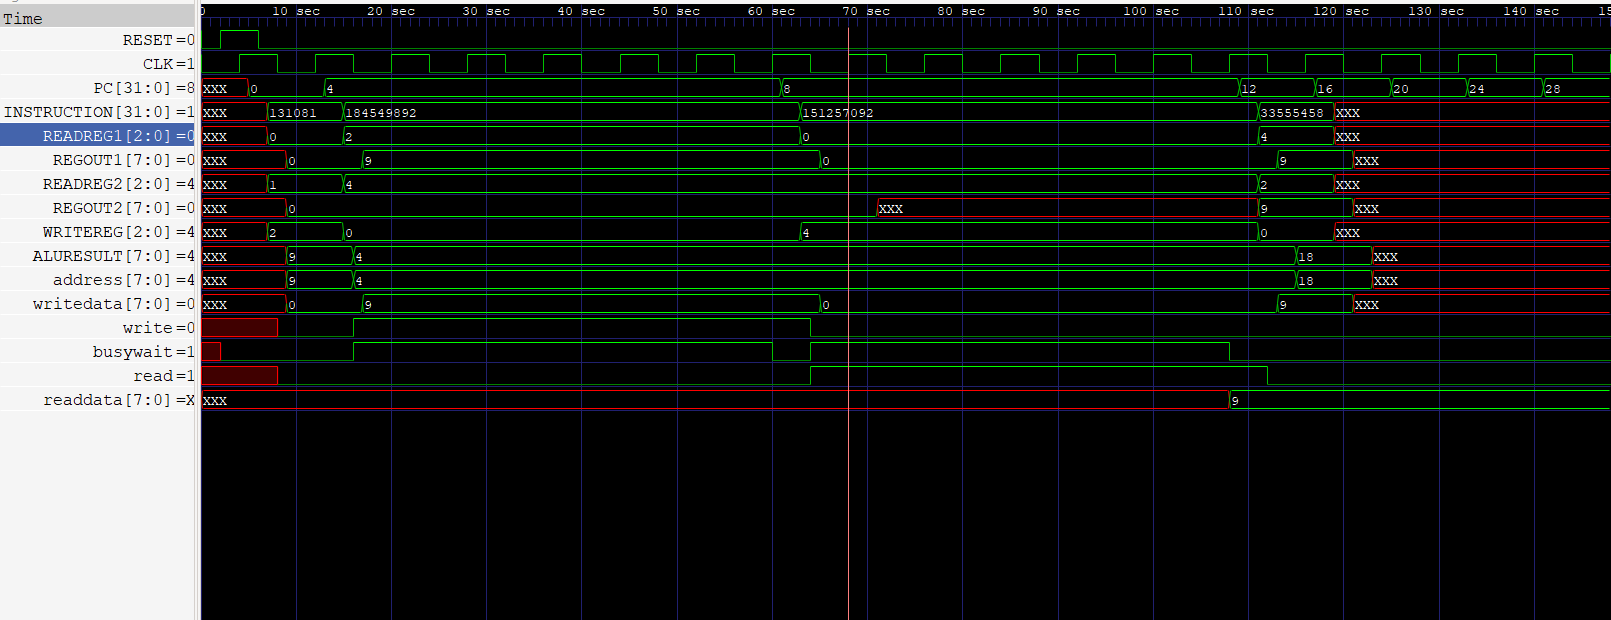 Time
0 10 sec 20 sec 30 sec 40 sec 50 sec 60 sec 70 sec 80 sec 90 sec 100 sec 110 sec 120 sec 130 sec 140 sec 15
RESET=0
CLK=1
PC[31:0]=8 XXX 0 4 8 12 16 20 24 28
INSTRUCTION[31:0]=1 XXX 131081 184549892 151257092 33555458 XXX
READREG1[2:0]=0 XXX 0 2 0 4 XXX
REGOUT1[7:0]=0 XXX 0 9 0 9 XXX
READREG2[2:0]=4 XXX 1 4 2 XXX
REGOUT2[7:0]=0 XXX 0 XXX 9 XXX
WRITEREG[2:0]=4 XXX 2 0 4 0 XXX
ALURESULT[7:0]=4 XXX 9 4 18 XXX
address[7:0]=4 XXX 9 4 18 XXX
writedata[7:0]=0 XXX 0 9 0 9 XXX
write=0
busywait=1
read=1
readdata[7:0]=X XXX 9